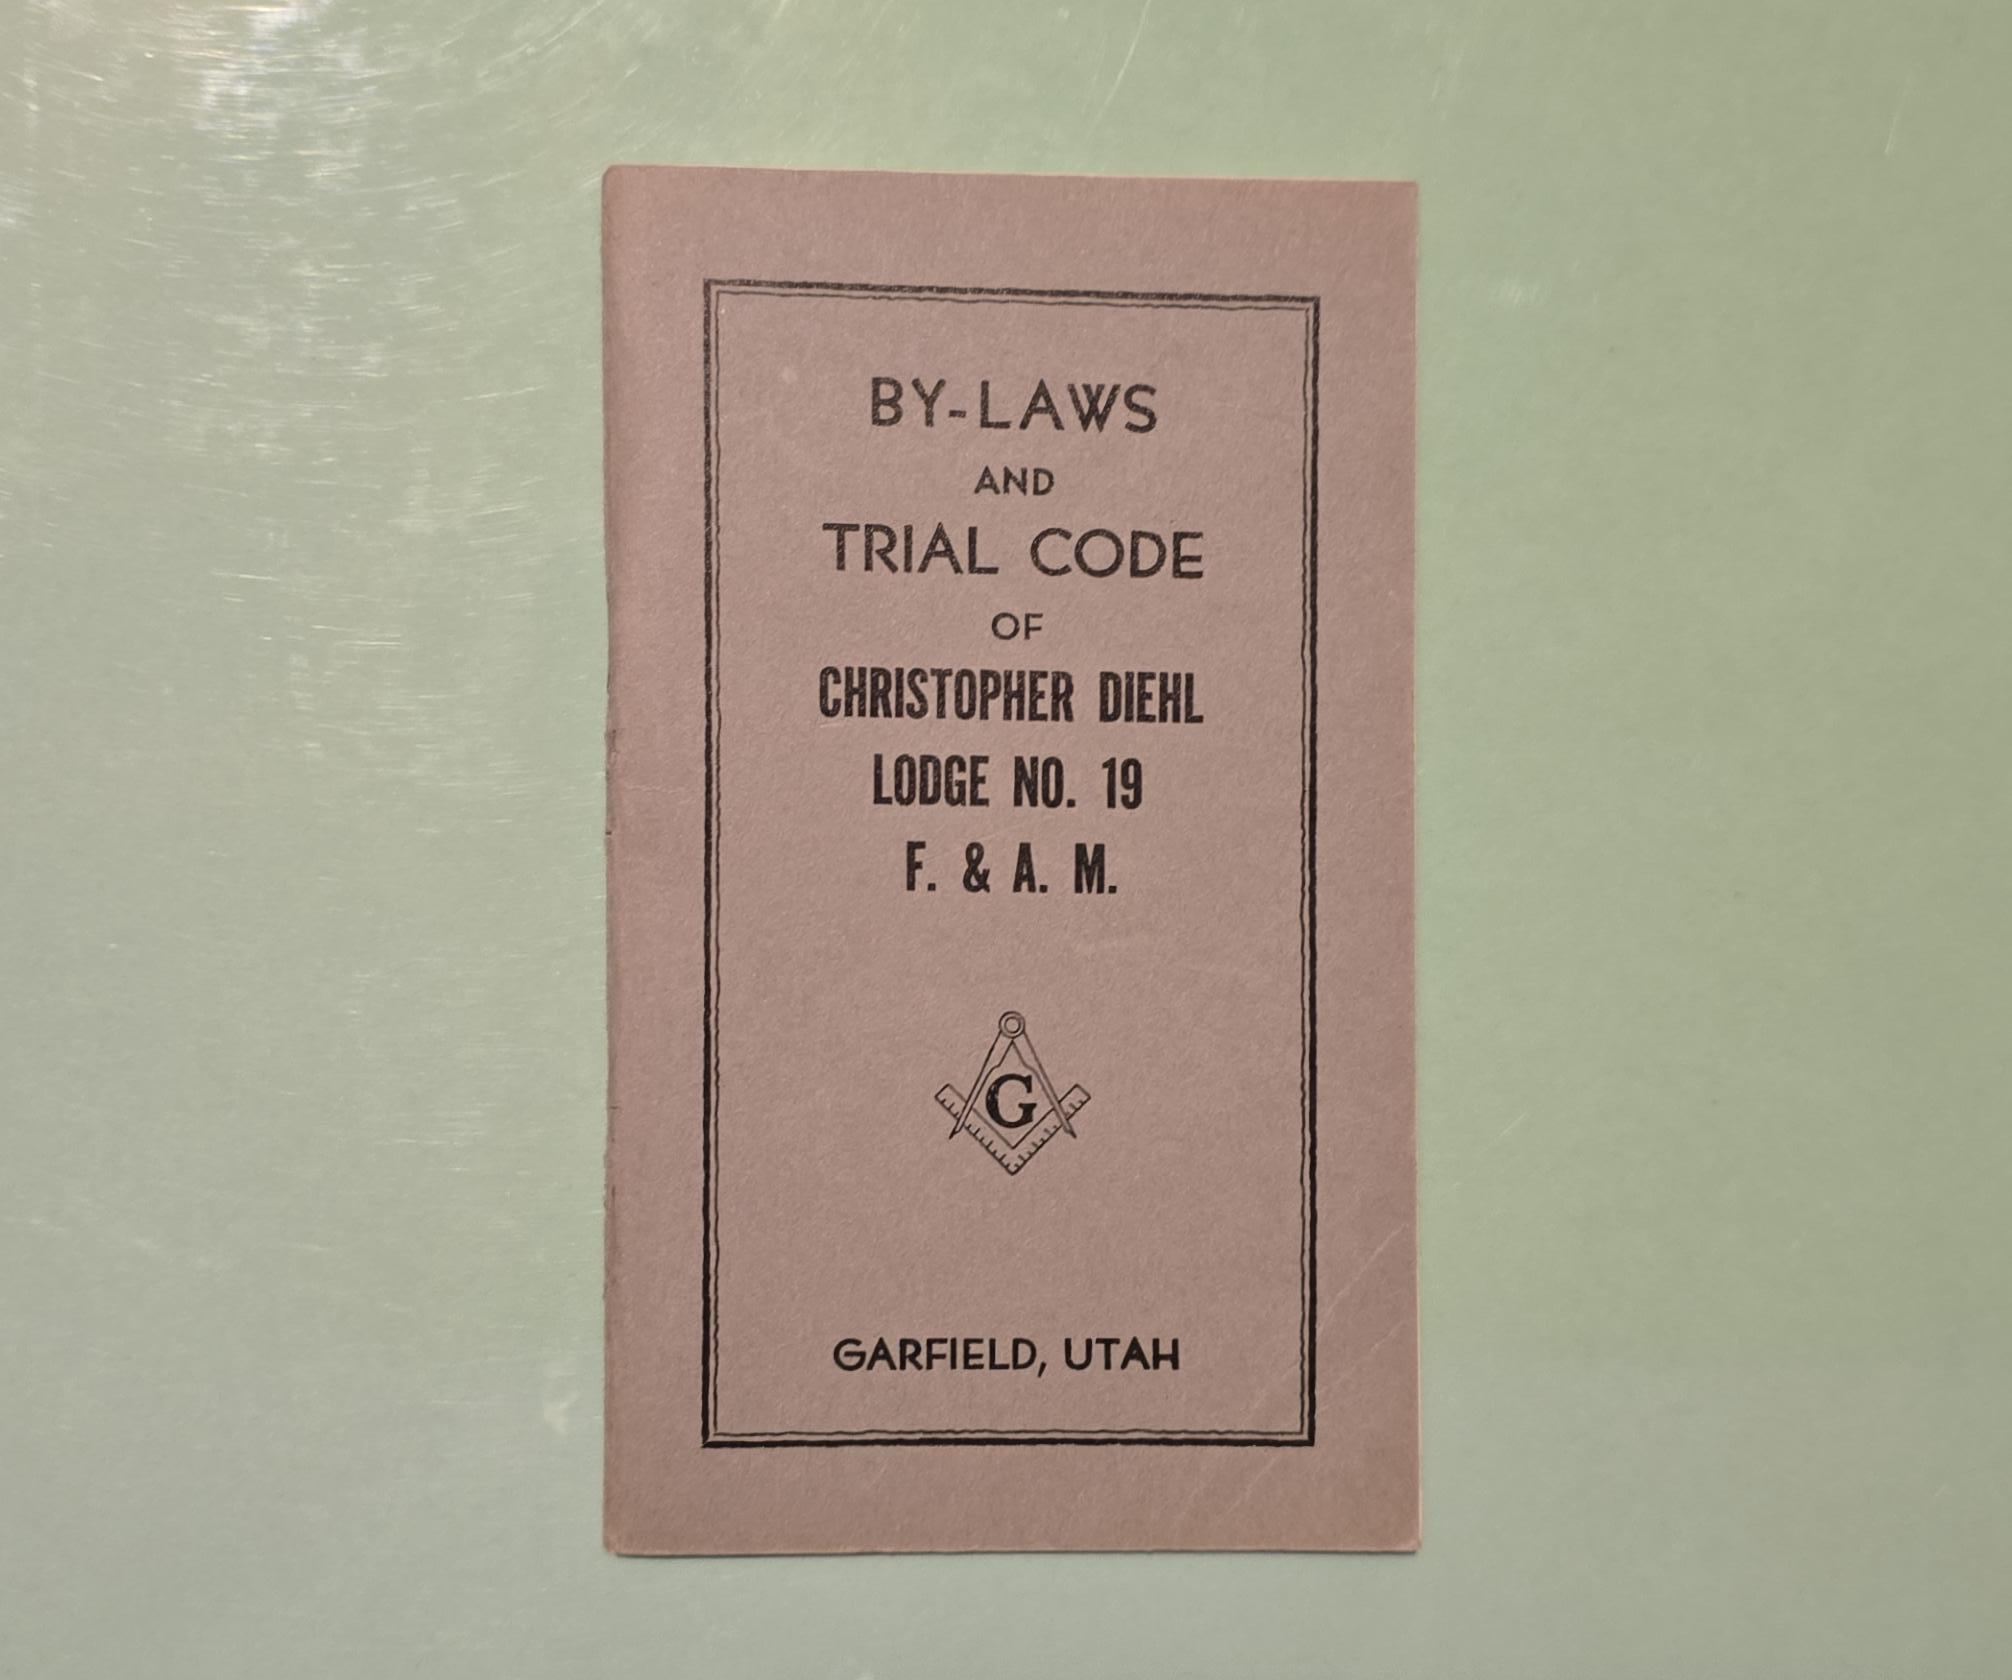 BY-LAWS
AND
TRIAL CODE
OF
CHRISTOPHER DIEHL
LODGE NO. 19
F. & A. M.
G
GARFIELD, UTAH